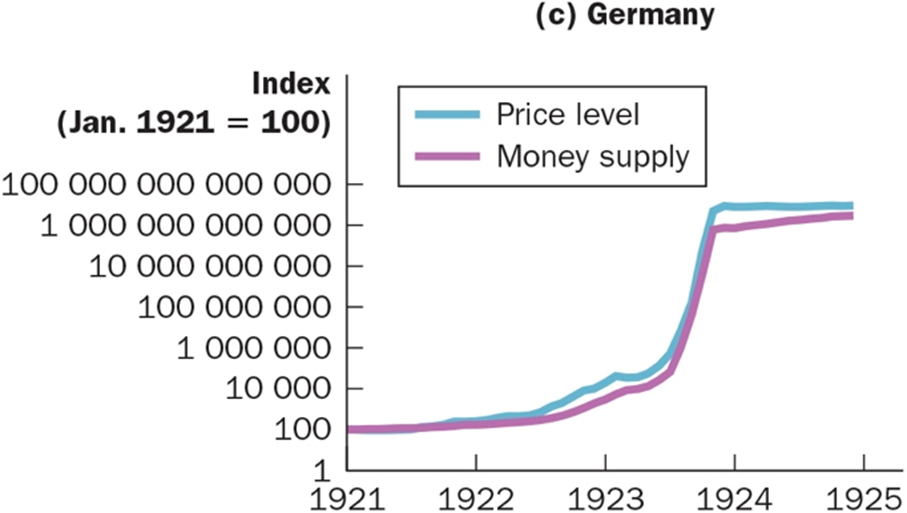 (c) Germany
Index
(Jan. 1921 = 100)
Price level
Money supply
100 000 000 000 000
1 000 000 000 000
10 000 000 000
100 000 000
1 000 000
10 000
100
1
1921 1922 1923 1924 1925